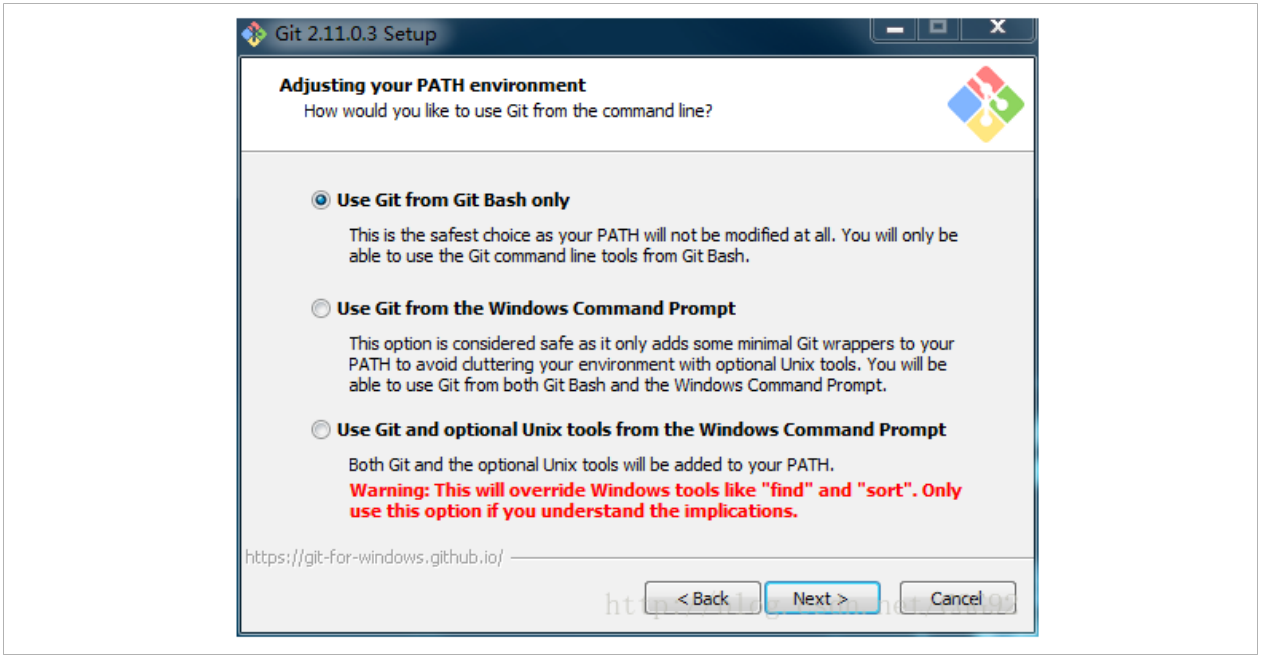 Git 2.11.0.3 Setup
Adjusting your PATH environment
How would you like to use Git from the command line?
Use Git from Git Bash only
This is the safest choice as your PATH will not be modified at all. You will only be
able to use the Git command line tools from Git Bash.
Use Git from the Windows Command Prompt
This option is considered safe as it only adds some minimal Git wrappers to your
PATH to avoid cluttering your environment with optional Unix tools. You will be
able to use Git from both Git Bash and the Windows Command Prompt.
Use Git and optional Unix tools from the Windows Command Prompt
Both Git and the optional Unix tools will be added to your PATH.
Warning: This will override Windows tools like "find" and "sort". Only
use this option if you understand the implications.
https://git-for-windows.github.io/
< Back
Next >
Cancel